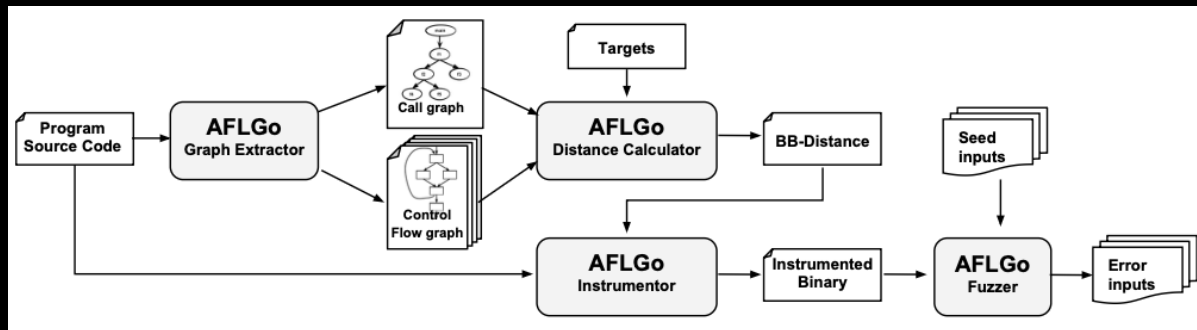 Program
Source Code
AFLGo
Graph Extractor
main
Call graph
Control
Flow graph
Targets
AFLGo
Distance Calculator
BB-Distance
AFLGo
Instrumentor
Instrumented
Binary
Seed
inputs
AFLGo
Fuzzer
Error
inputs